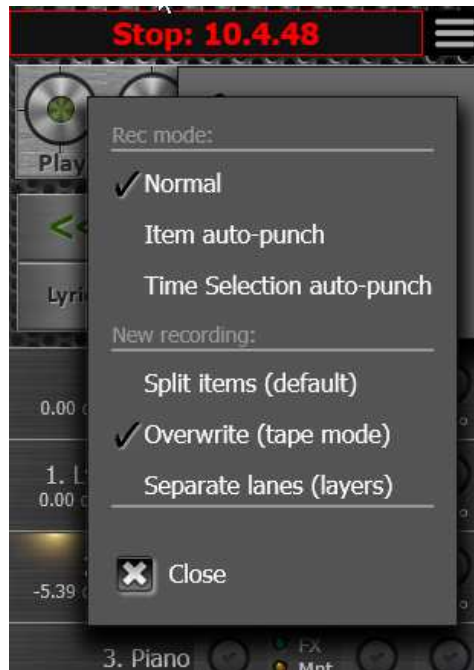 Stop: 10.4.48
Rec mode:
Play
Normal
Item auto-punch
Time Selection auto-punch
New recording:
Split items (default)
0.00
Overwrite (tape mode)
1.
Separate lanes (layers)
0.00
Close
-5.39
3. Piano
FX
Mnt